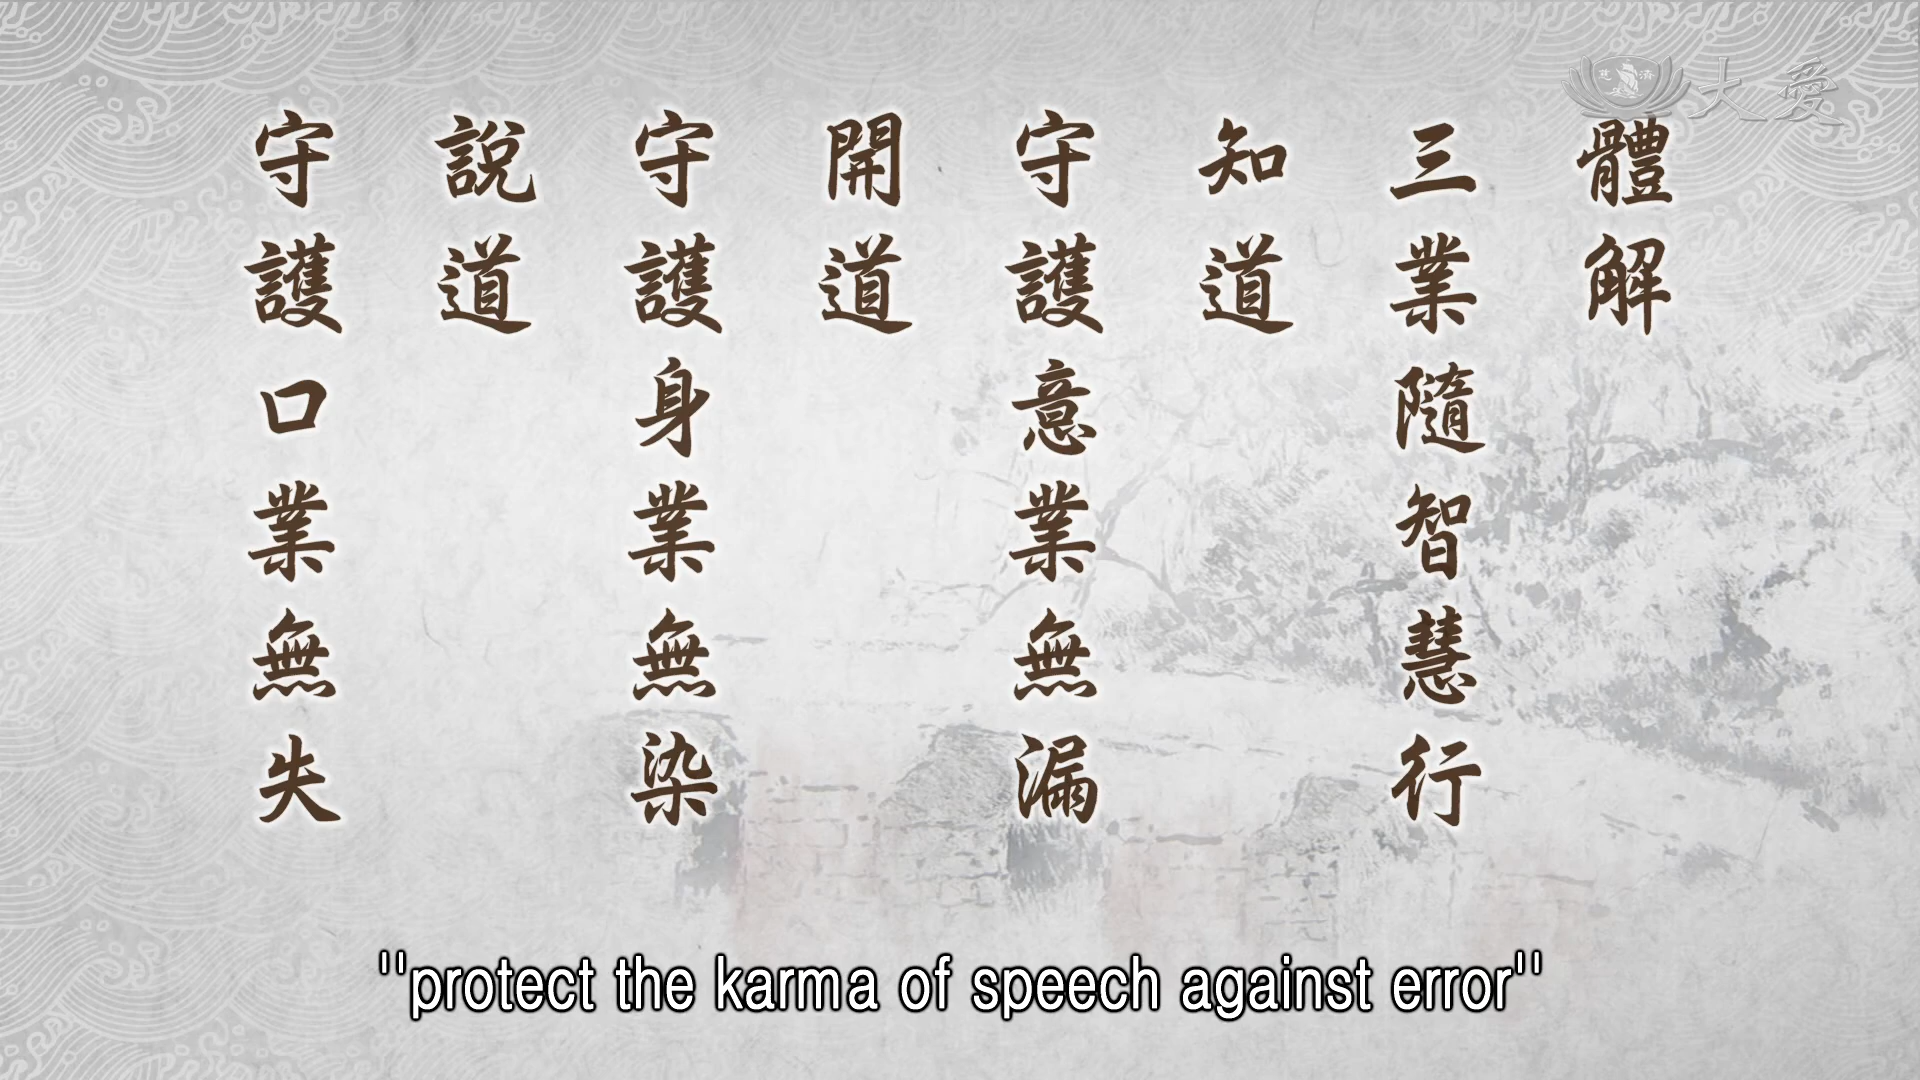 大愛
慈濟
體解
三業隨智慧行
知道
守護意業無漏
開道
守護身業無染
說道
守護口業無失
"protect the karma of speech against error"